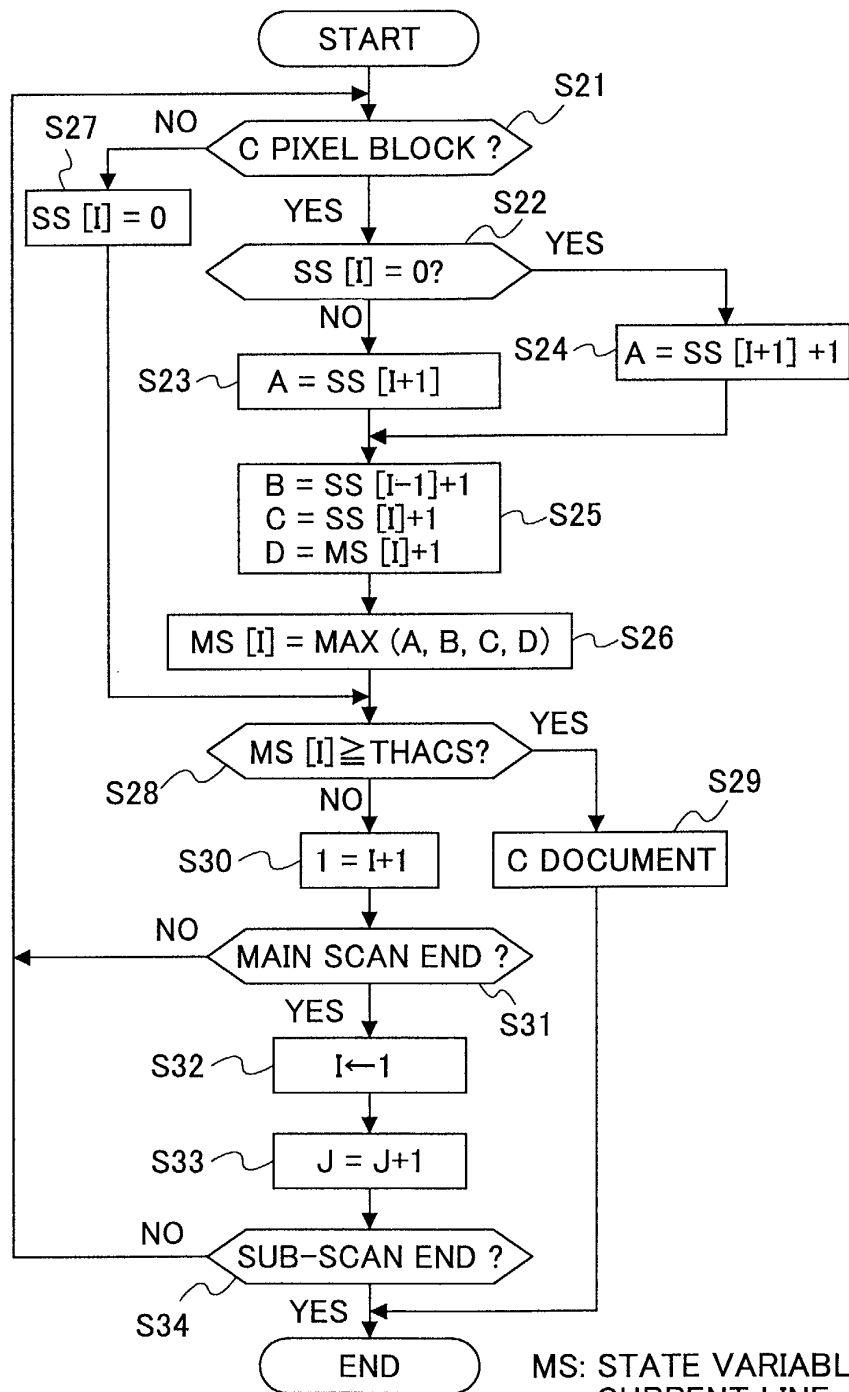 START
S21
C PIXEL BLOCK ?
NO
S27
YES
SS [I] = 0
S22
SS [I] = 0?
YES
NO
S24
A = SS [I+1] +1
S23
A = SS [I+1]
B = SS [I-1]+1
C = SS [I]+1
D = MS [I]+1
S25
MS [I] = MAX (A, B, C, D)
S26
MS [I]≧THACS?
YES
S28
NO
S29
C DOCUMENT
S30
1 = I+1
NO
MAIN SCAN END ?
S31
YES
S32
I←1
S33
J = J+1
NO
SUB-SCAN END ?
S34
YES
END
MS: STATE VARIABL
CURRENT LINE